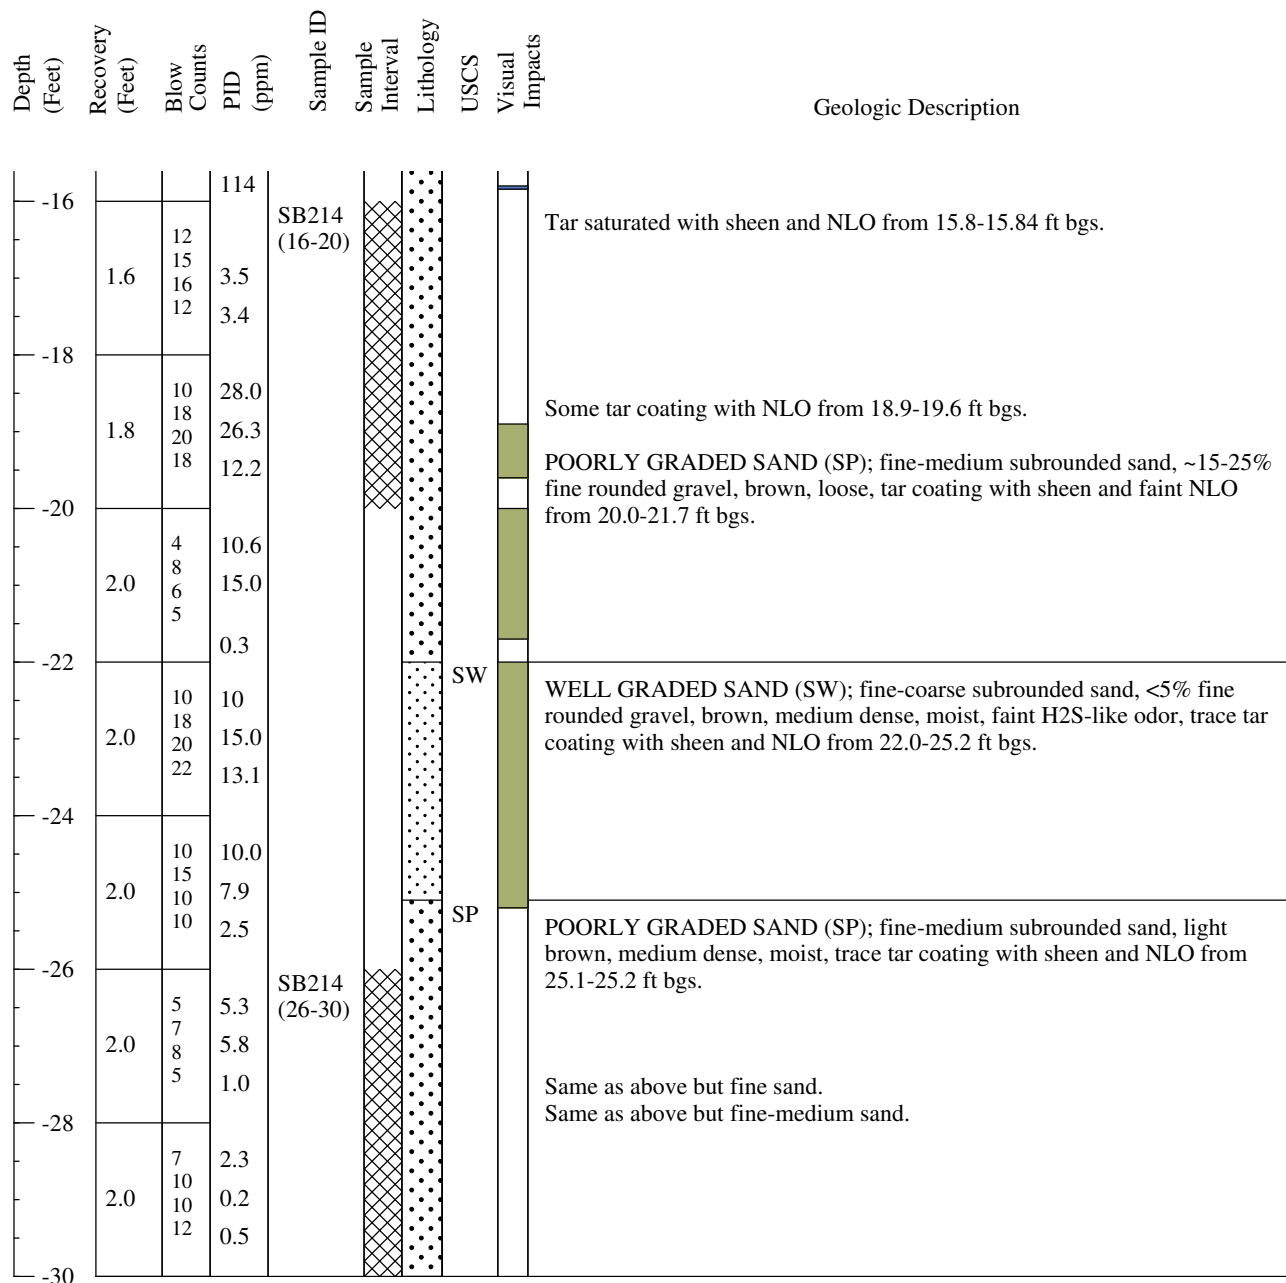 Depth
(Feet)
Recovery
(Feet)
Blow
Counts
PID
(ppm)
Sample ID
Sample
Interval
Lithology
USCS
Visual
Impacts
Geologic Description
114
-16
SB214
(16-20)
Tar saturated with sheen and NLO from 15.8-15.84 ft bgs.
1.6
12
15
16
12
3.5
3.4
-18
1.8
10
18
20
18
28.0
26.3
12.2
Some tar coating with NLO from 18.9-19.6 ft bgs.
POORLY GRADED SAND (SP); fine-medium subrounded sand, ~15-25%
fine rounded gravel, brown, loose, tar coating with sheen and faint NLO
from 20.0-21.7 ft bgs.
-20
2.0
4
8
6
5
10.6
15.0
0.3
-22
SW
2.0
10
18
20
22
10
15.0
13.1
WELL GRADED SAND (SW); fine-coarse subrounded sand, <5% fine
rounded gravel, brown, medium dense, moist, faint H2S-like odor, trace tar
coating with sheen and NLO from 22.0-25.2 ft bgs.
-24
2.0
10
15
10
10
10.0
7.9
2.5
SP
POORLY GRADED SAND (SP); fine-medium subrounded sand, light
brown, medium dense, moist, trace tar coating with sheen and NLO from
25.1-25.2 ft bgs.
-26
SB214
(26-30)
2.0
5
7
8
5
5.3
5.8
1.0
Same as above but fine sand.
Same as above but fine-medium sand.
-28
2.0
7
10
10
12
2.3
0.2
0.5
-30